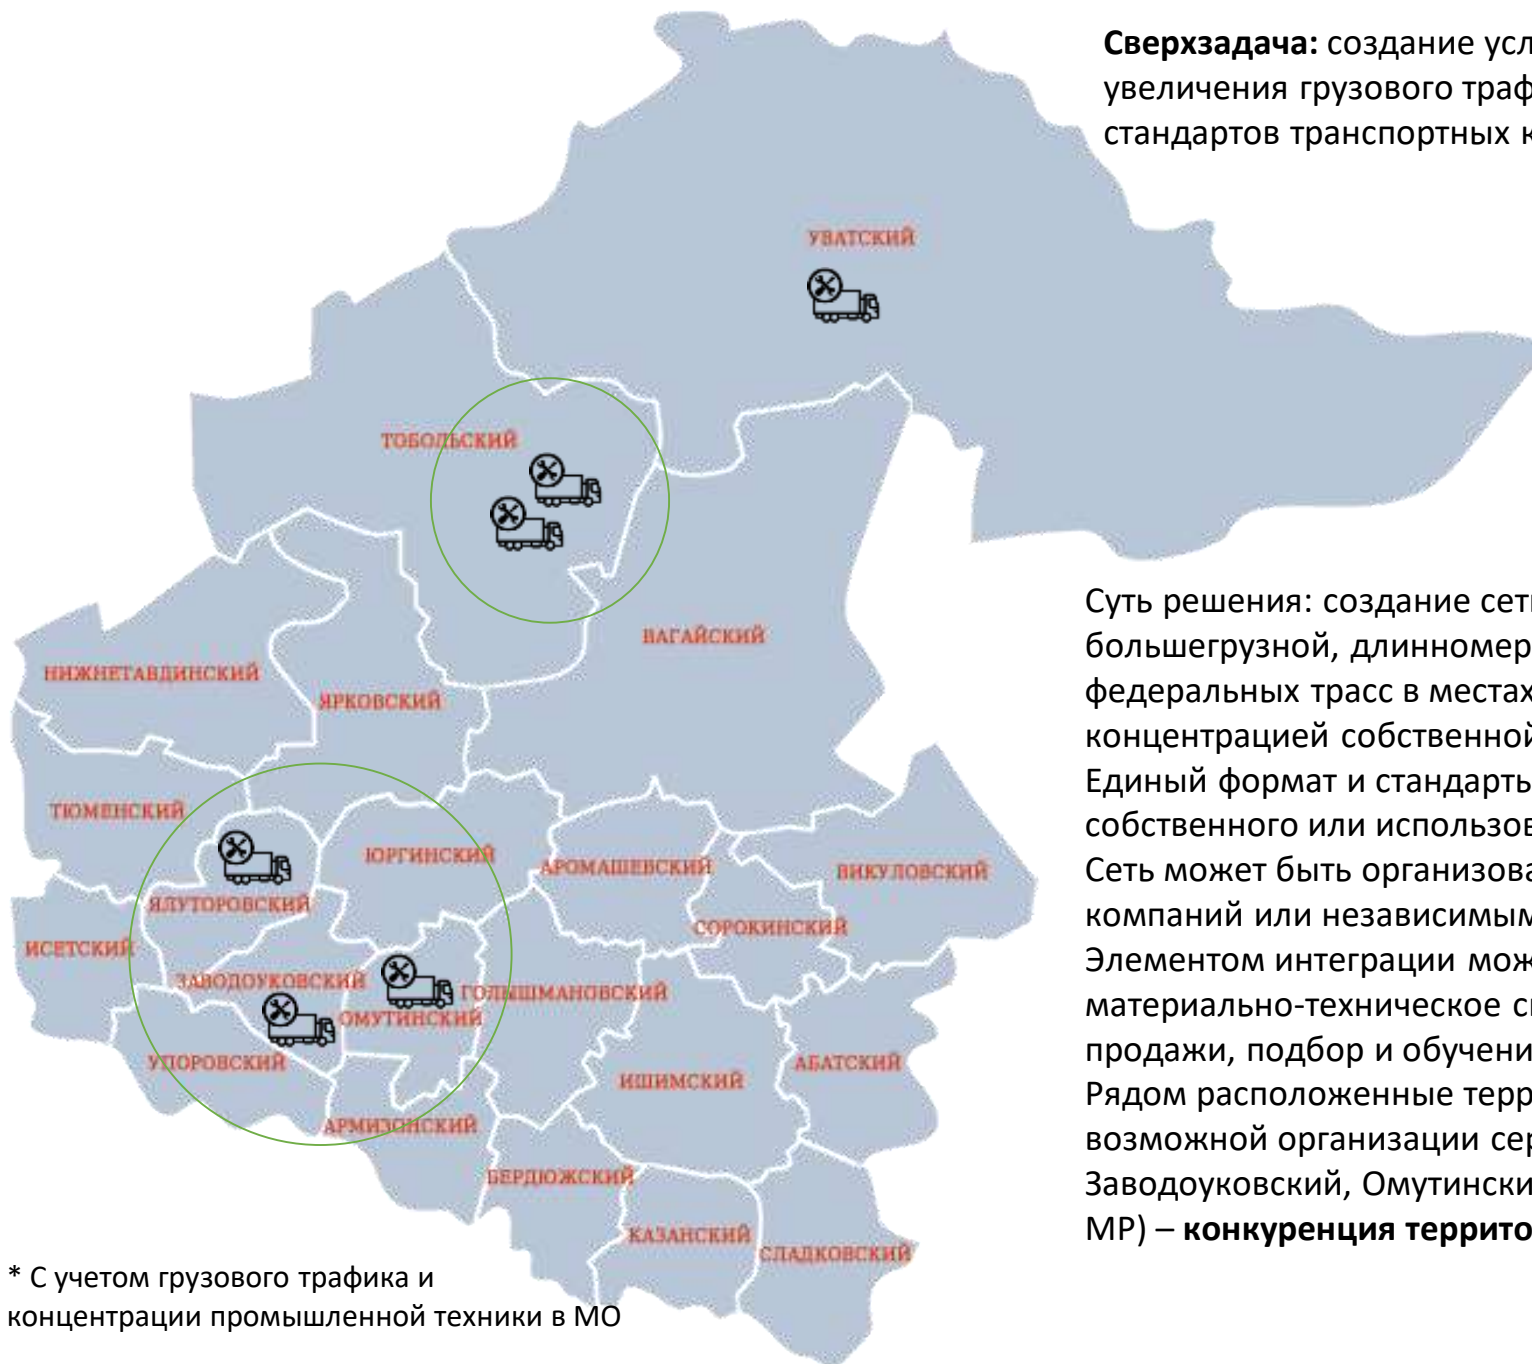 Сверхзадача: создание усл
увеличения грузового траф
стандартов транспортных к
УВАТСКИЙ
ТОБОЛЬСКИЙ
ВАГАЙСКИЙ
НИЖНЕТАВДИНСКИЙ
ЯРКОВСКИЙ
ТЮМЕНСКИЙ
ЮРГИНСКИЙ
АРОМАШЕВСКИЙ
ВИКУЛОВСКИЙ
ЯЛУТОРОВСКИЙ
СОРОКИНСКИЙ
ИСЕТСКИЙ
ЗАВОДОУКОВСКИЙ
ГОЛЫШМАНОВСКИЙ
ОМУТИНСКИЙ
УПОРОВСКИЙ
ИШИМСКИЙ
АБАТСКИЙ
АРМИЗОНСКИЙ
БЕРДЮЖСКИЙ
КАЗАНСКИЙ
СЛАДКОВСКИЙ
Суть решения: создание сет
большегрузной, длинномер
федеральных трасс в местах
концентрацией собственной
Единый формат и стандарты
собственного или использов
Сеть может быть организова
компаний или независимым
Элементом интеграции мож
материально-техническое с
продажи, подбор и обучени
Рядом расположенные терр
возможной организации сер
Заводоуковский, Омутински
МР) – конкуренция террито
* С учетом грузового трафика и
концентрации промышленной техники в МО